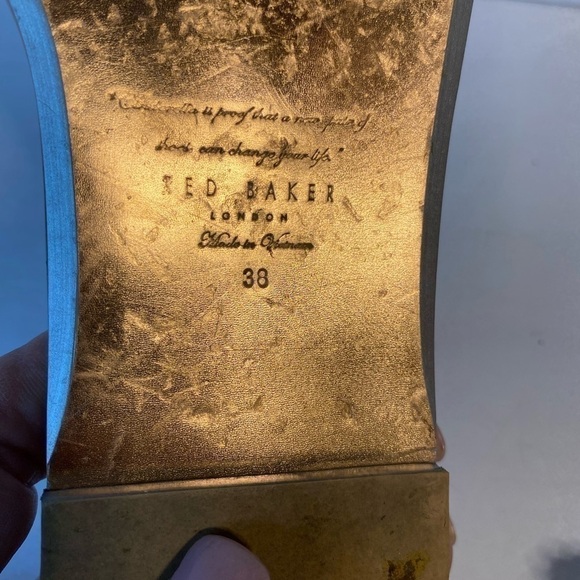 "Cinderella is proof that a new pair of
shoes can change your life."
TED BAKER
LONDON
Made in Vietnam
38